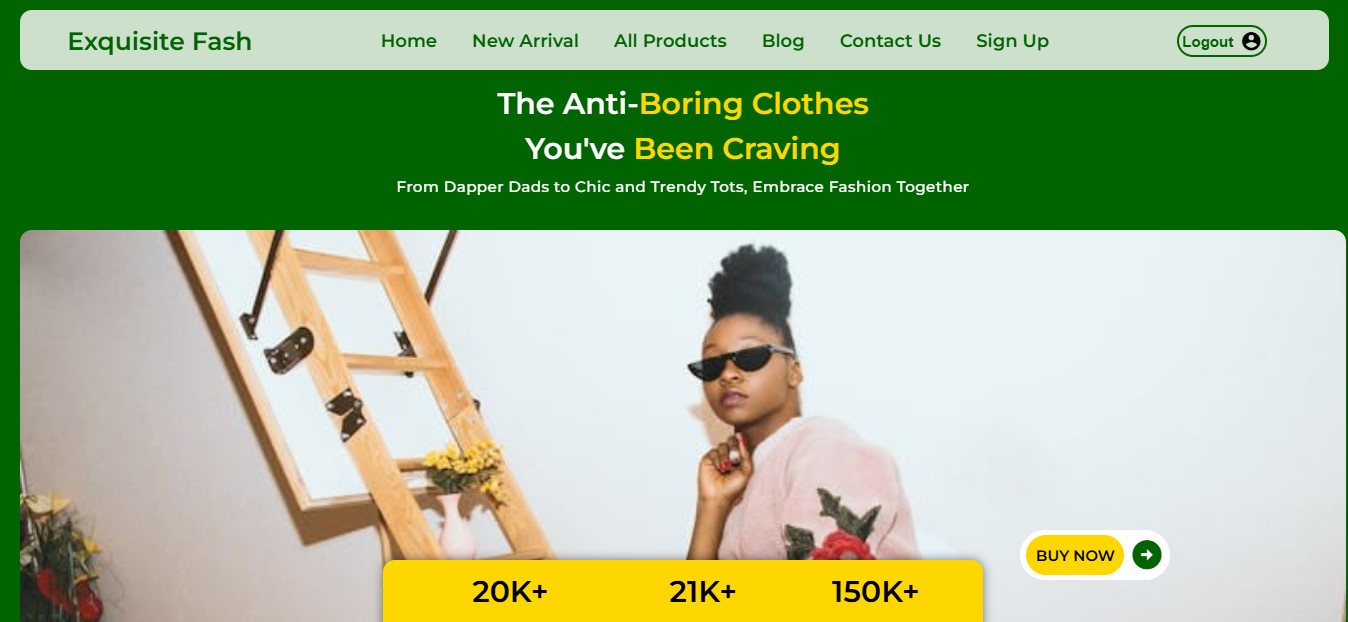 Exquisite Fash Home New Arrival All Products Blog Contact Us Sign Up Logout
The Anti-Boring Clothes
You've Been Craving
From Dapper Dads to Chic and Trendy Tots, Embrace Fashion Together
BUY NOW
20K+ 21K+ 150K+